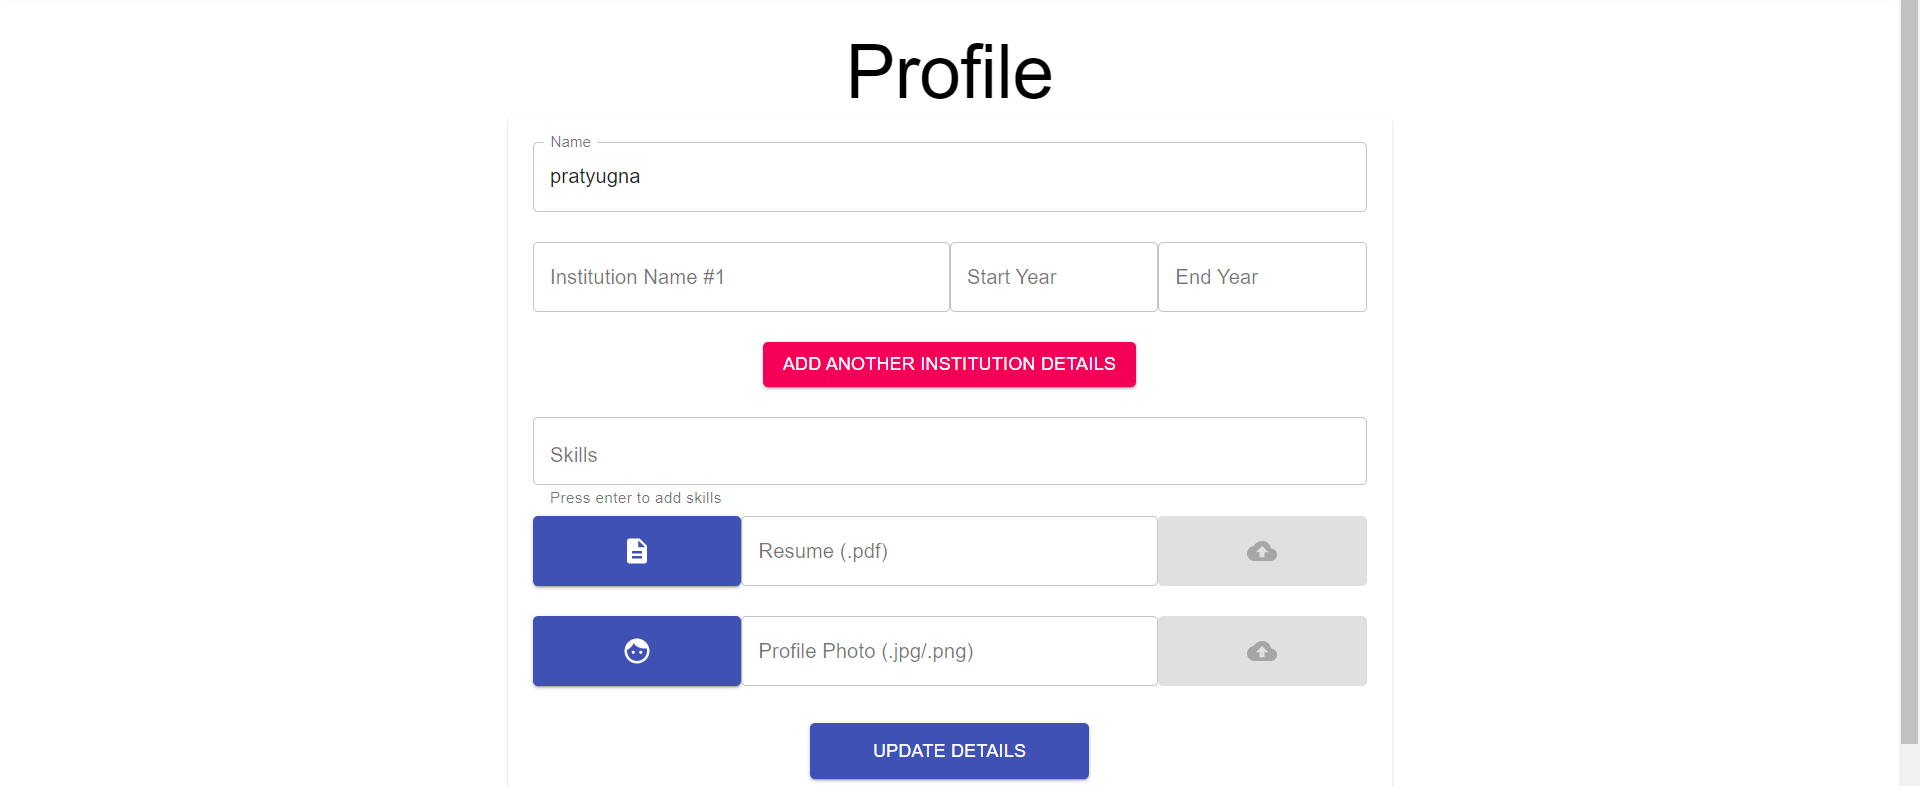 Profile
Name
pratyugna
Institution Name #1 Start Year End Year
ADD ANOTHER INSTITUTION DETAILS
Skills
Press enter to add skills
Resume (.pdf)
Profile Photo (.jpg/.png)
UPDATE DETAILS